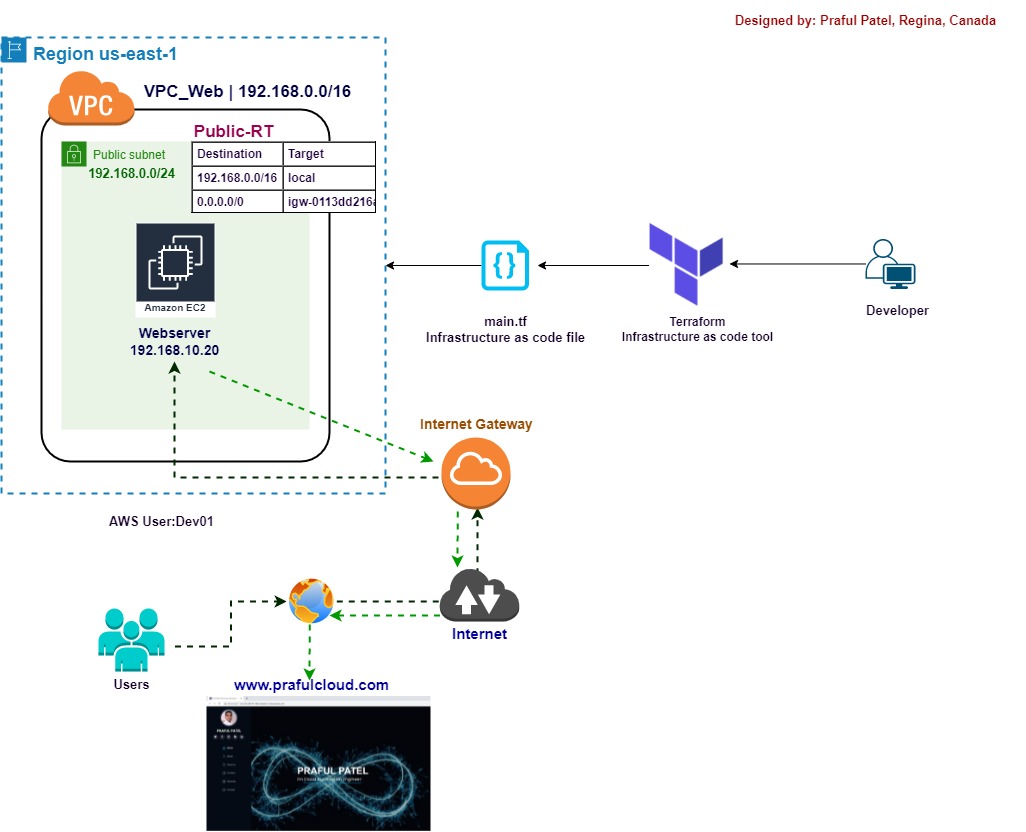 Designed by: Praful Patel, Regina, Canada
Region us-east-1
VPC
VPC_Web | 192.168.0.0/16
Public-RT
Destination Target
192.168.0.0/16 local
0.0.0.0/0 igw-0113dd216a
Public subnet
192.168.0.0/24
Amazon EC2
Webserver
192.168.10.20
{}
main.tf
Infrastructure as code file
Terraform
Infrastructure as code tool
Developer
Internet Gateway
AWS User:Dev01
Internet
Users
www.prafulcloud.com
PRAFUL PATEL
PRAFUL PATEL